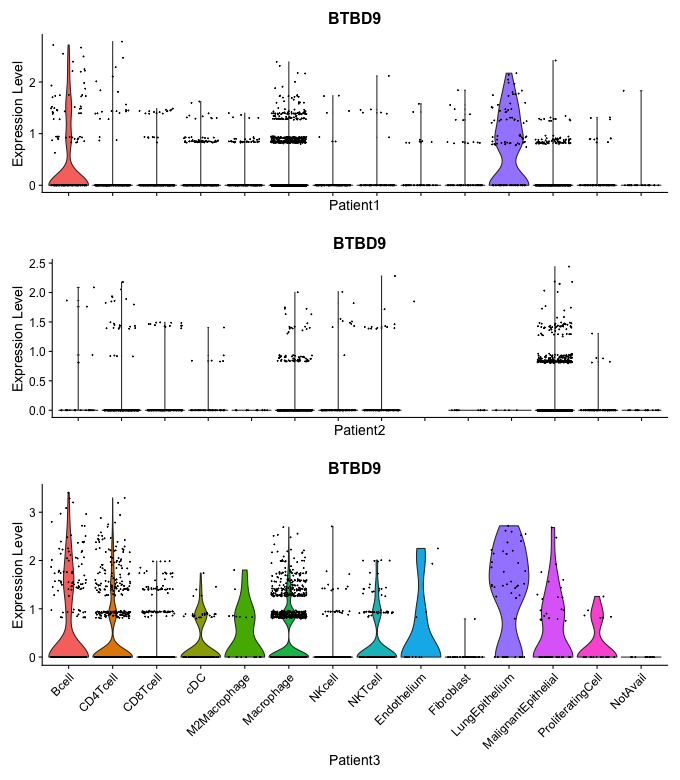 BTBD9
Expression Level
2
1
0
Patient1
BTBD9
Expression Level
2.5
2.0
1.5
1.0
0.5
0.0
Patient2
BTBD9
Expression Level
3
2
1
0
Bcell
CD4Tcell
CD8Tcell
cDC
M2Macrophage
Macrophage
NKcell
NKTcell
Endothelium
Fibroblast
LungEpithelium
MalignantEpithelial
ProliferatingCell
NotAvail
Patient3